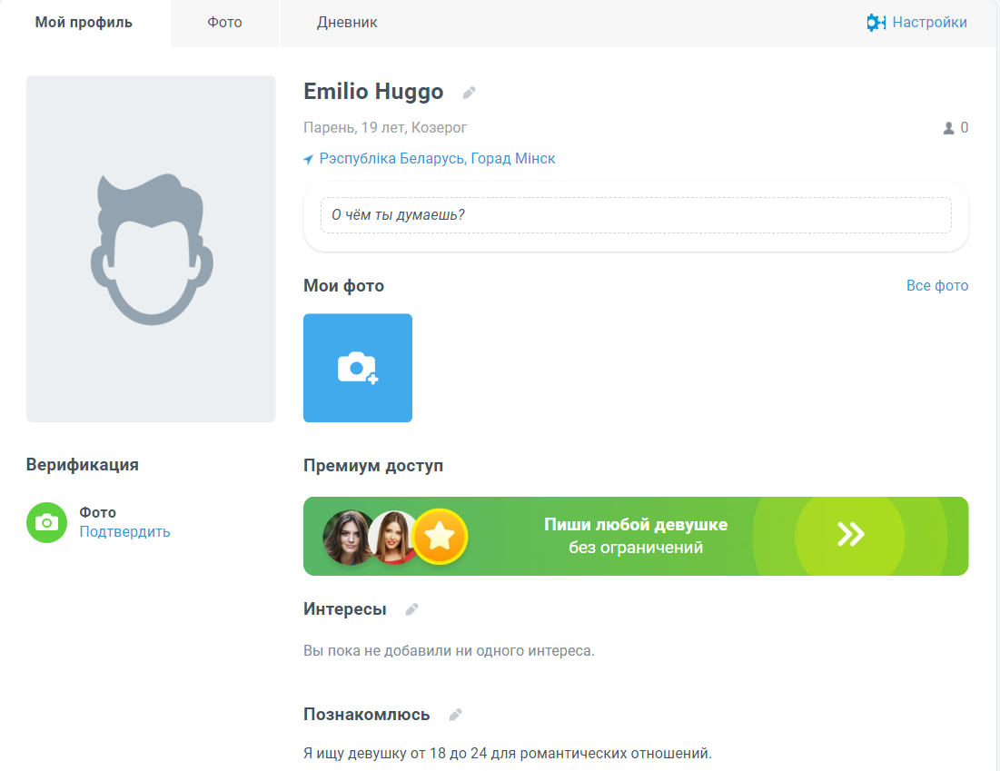 Мой профиль
Фото
Дневник
Настройки
Emilio Huggo
Парень, 19 лет, Козерог
0
Рэспубліка Беларусь, Горад Мінск
О чём ты думаешь?
Мои фото
Все фото
Верификация
Фото
Подтвердить
Премиум доступ
Пиши любой девушке
без ограничений
Интересы
Вы пока не добавили ни одного интереса.
Познакомлюсь
Я ищу девушку от 18 до 24 для романтических отношений.